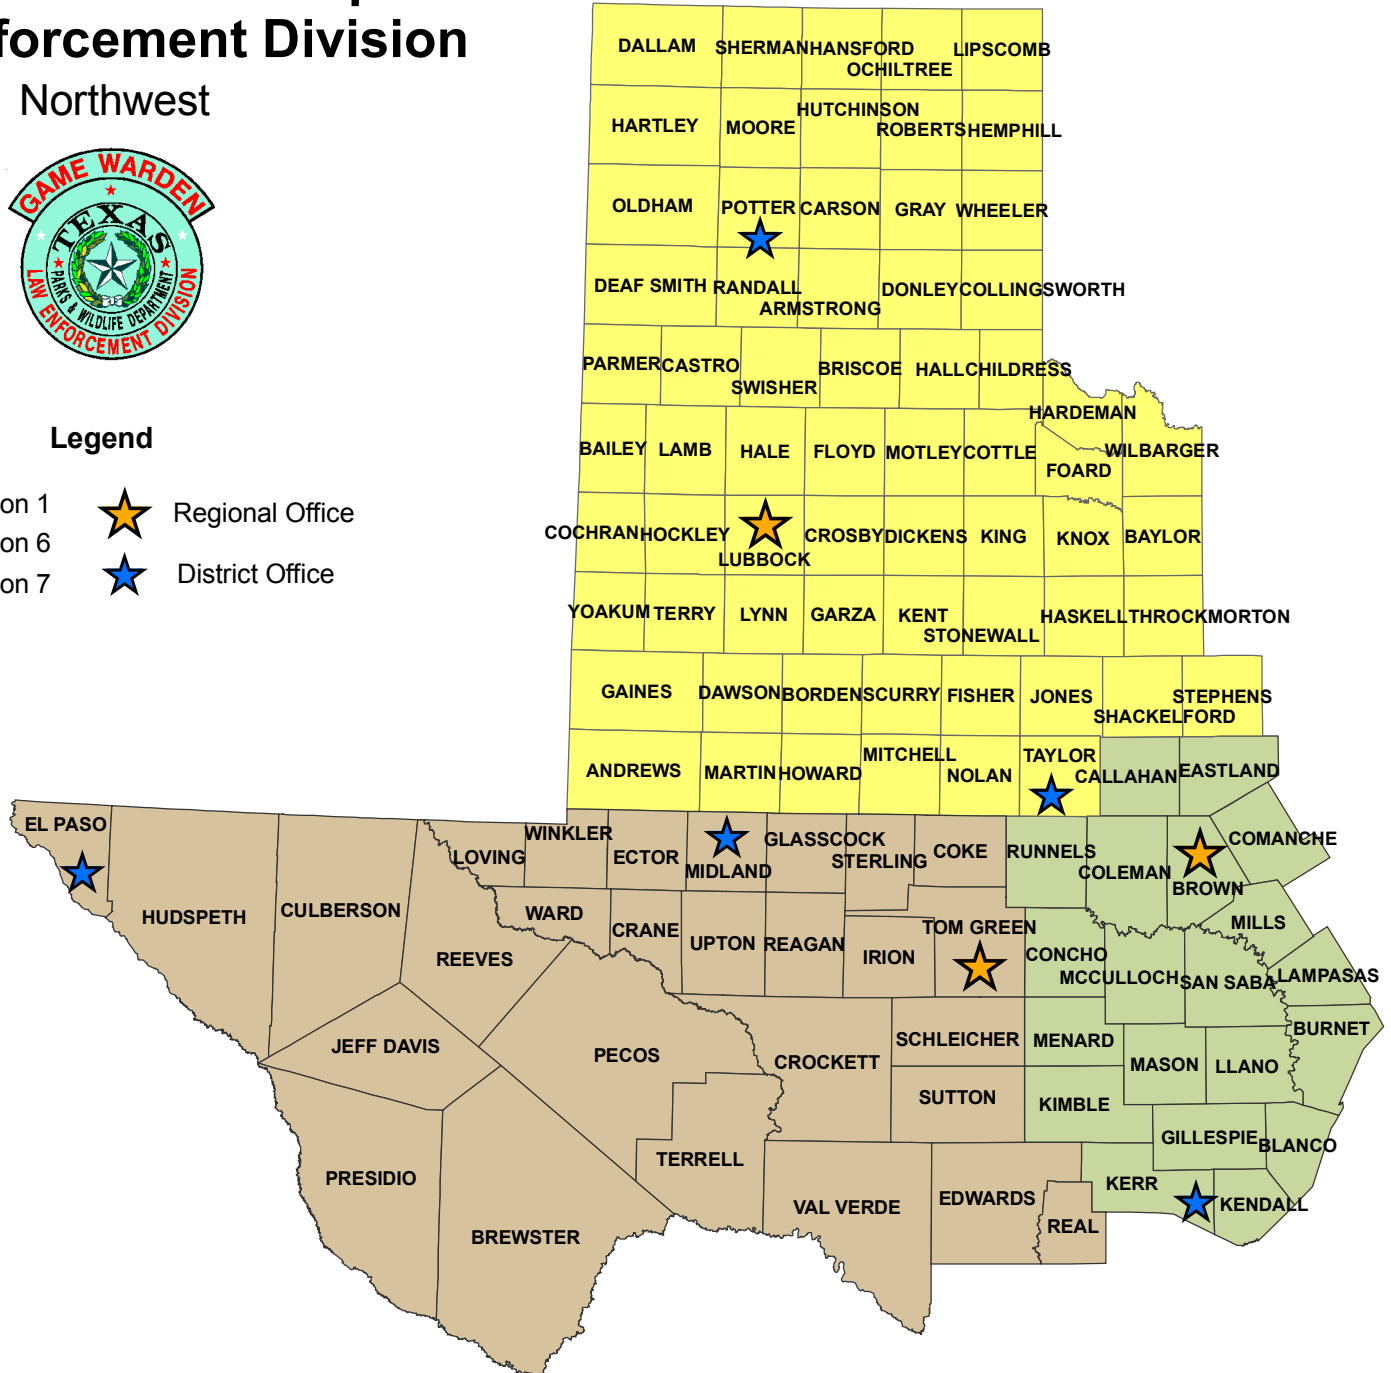 forcement Division
Northwest
GAME WARDEN
TEXAS
PARKS & WILDLIFE DEPARTMENT
LAW ENFORCEMENT DIVISION
Legend
on 1
Regional Office
on 6
on 7
District Office
DALLAM SHERMAN HANSFORD LIPSCOMB
OCHILTREE
HUTCHINSON
HARTLEY MOORE ROBERTS HEMPHILL
OLDHAM POTTER CARSON GRAY WHEELER
DEAF SMITH RANDALL DONLEY COLLINGSWORTH
ARMSTRONG
PARMER CASTRO BRISCOE HALL CHILDRESS
SWISHER
HARDEMAN
BAILEY LAMB HALE FLOYD MOTLEY COTTLE WILBARGER
FOARD
COCHRAN HOCKLEY CROSBY DICKENS KING KNOX BAYLOR
LUBBOCK
YOAKUM TERRY LYNN GARZA KENT HASKELL THROCKMORTON
STONEWALL
GAINES DAWSON BORDEN SCURRY FISHER JONES STEPHENS
SHACKELFORD
MITCHELL TAYLOR
ANDREWS MARTIN HOWARD NOLAN CALLAHAN EASTLAND
EL PASO WINKLER GLASSCOCK COMANCHE
LOVING ECTOR STERLING COKE RUNNELS
MIDLAND COLEMAN
BROWN
HUDSPETH CULBERSON WARD MILLS
CRANE TOM GREEN
UPTON REAGAN
REEVES IRION CONCHO
MCCULLOCH SAN SABA LAMPASAS
BURNET
JEFF DAVIS PECOS SCHLEICHER MENARD
CROCKETT MASON LLANO
SUTTON KIMBLE
GILLESPIE BLANCO
TERRELL
PRESIDIO KERR
VAL VERDE EDWARDS KENDALL
BREWSTER REAL